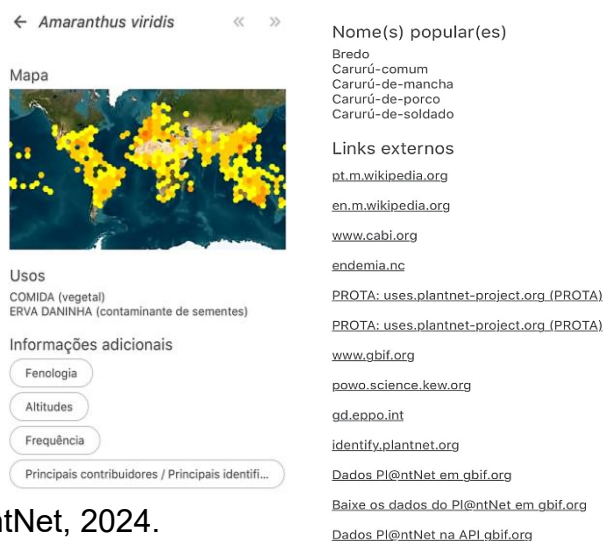 ← Amaranthus viridis « »
Mapa
Usos
COMIDA (vegetal)
ERVA DANINHA (contaminante de sementes)
Informações adicionais
Fenologia
Altitudes
Frequência
Principais contribuidores / Principais identifi...
ntNet, 2024.
Nome(s) popular(es)
Bredo
Carurú-comum
Carurú-de-mancha
Carurú-de-porco
Carurú-de-soldado
Links externos
pt.m.wikipedia.org
en.m.wikipedia.org
www.cabi.org
endemia.nc
PROTA: uses.plantnet-project.org (PROTA)
PROTA: uses.plantnet-project.org (PROTA)
www.gbif.org
powo.science.kew.org
gd.eppo.int
identify.plantnet.org
Dados Pl@ntNet em gbif.org
Baixe os dados do Pl@ntNet em gbif.org
Dados Pl@ntNet na API gbif.org